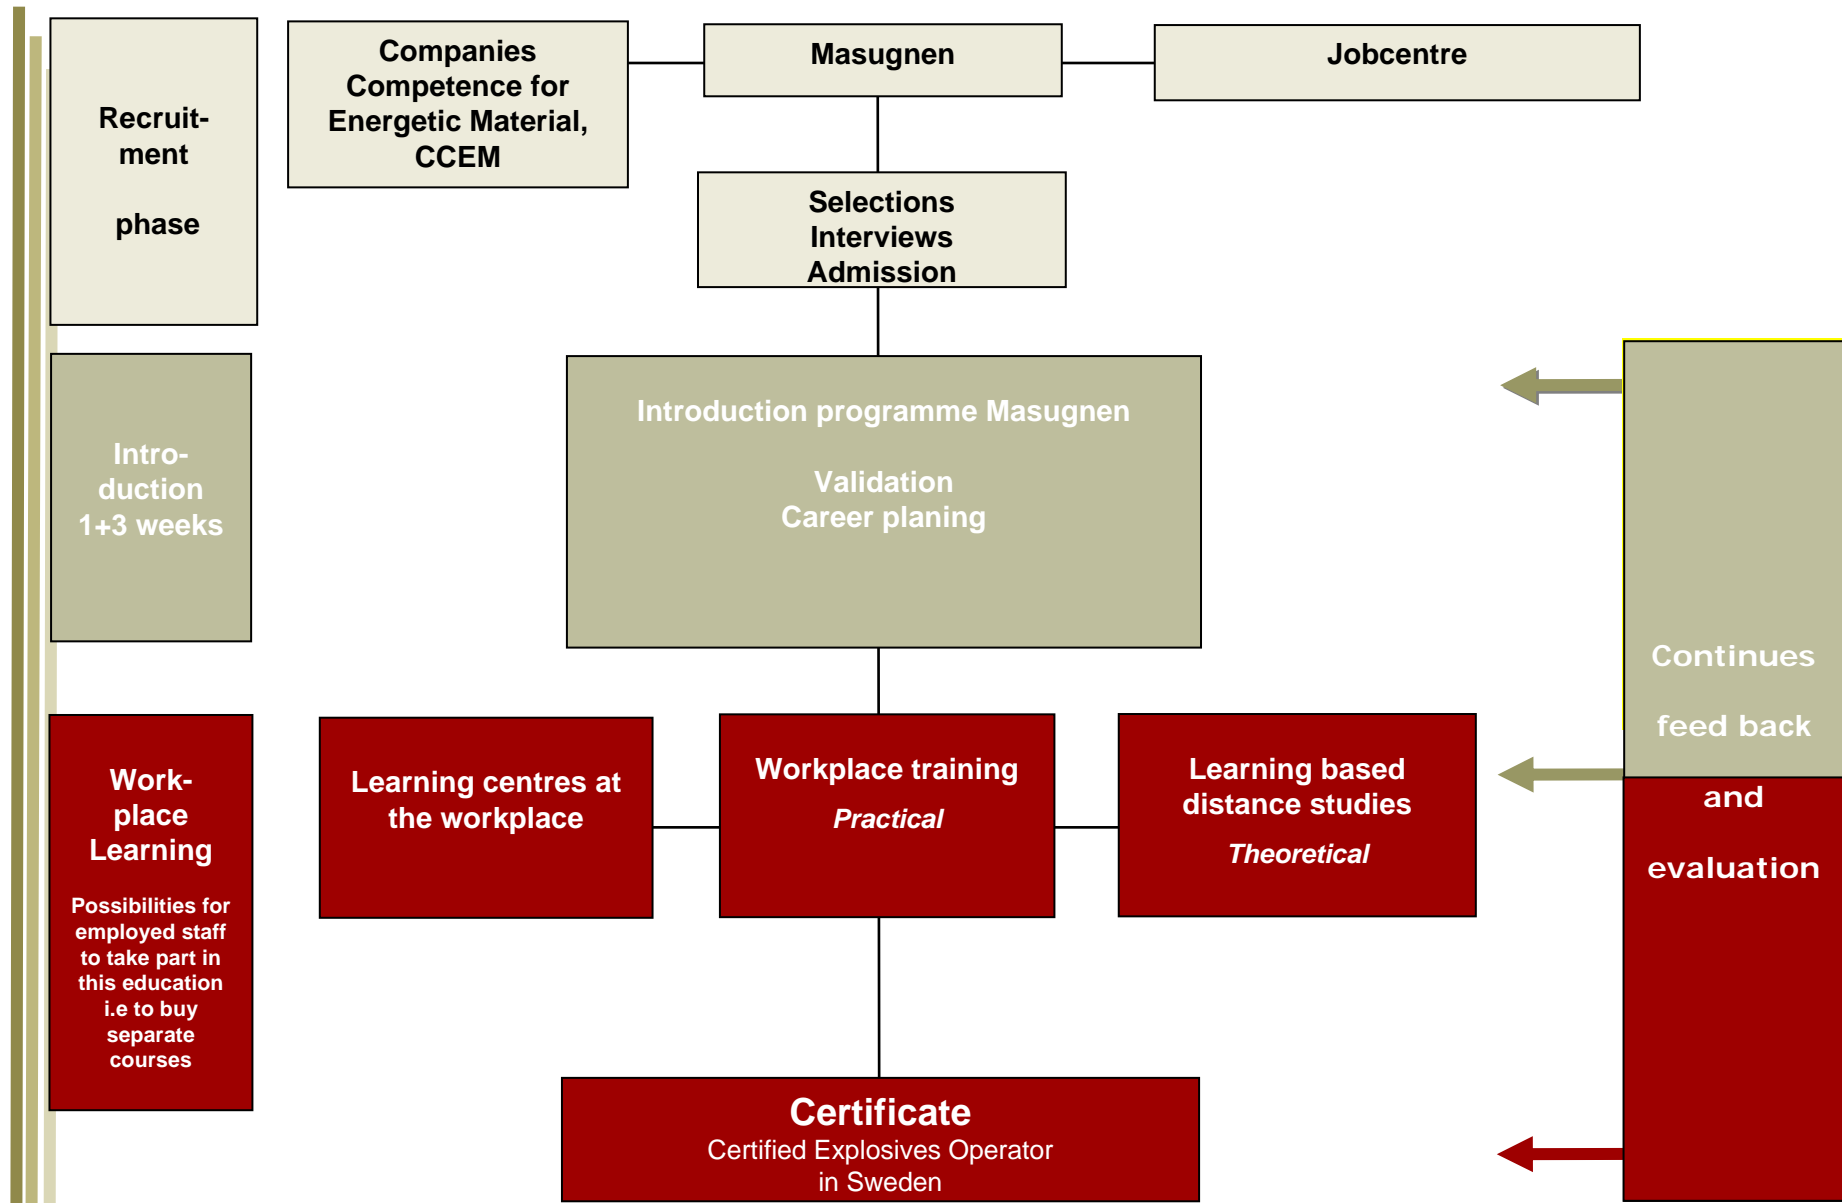 Recruit-
ment
phase
Companies
Competence for
Energetic Material,
CCEM
Masugnen
Jobcentre
Selections
Interviews
Admission
Intro-
duction
1+3 weeks
Introduction programme Masugnen
Validation
Career planing
Work-
place
Learning
Possibilities for
employed staff
to take part in
this education
i.e to buy
separate
courses
Learning centres at
the workplace
Workplace training
Practical
Learning based
distance studies
Theoretical
Certificate
Certified Explosives Operator
in Sweden
Continues
feed back
and
evaluation